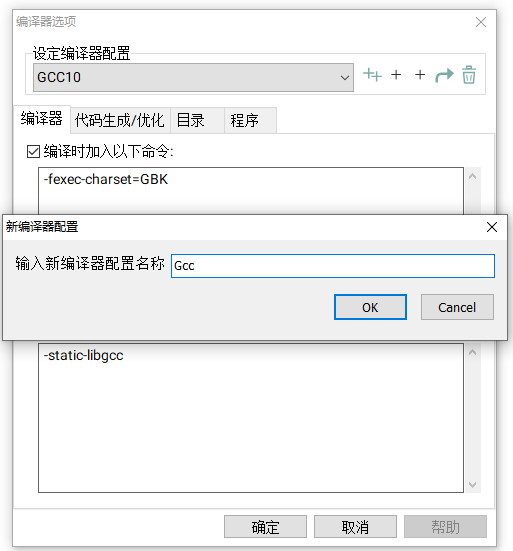 编译器选项
设定编译器配置
GCC10
编译器 代码生成/优化 目录 程序
编译时加入以下命令:
-fexec-charset=GBK
新编译器配置
输入新编译器配置名称 Gcc
OK Cancel
-static-libgcc
确定 取消 帮助